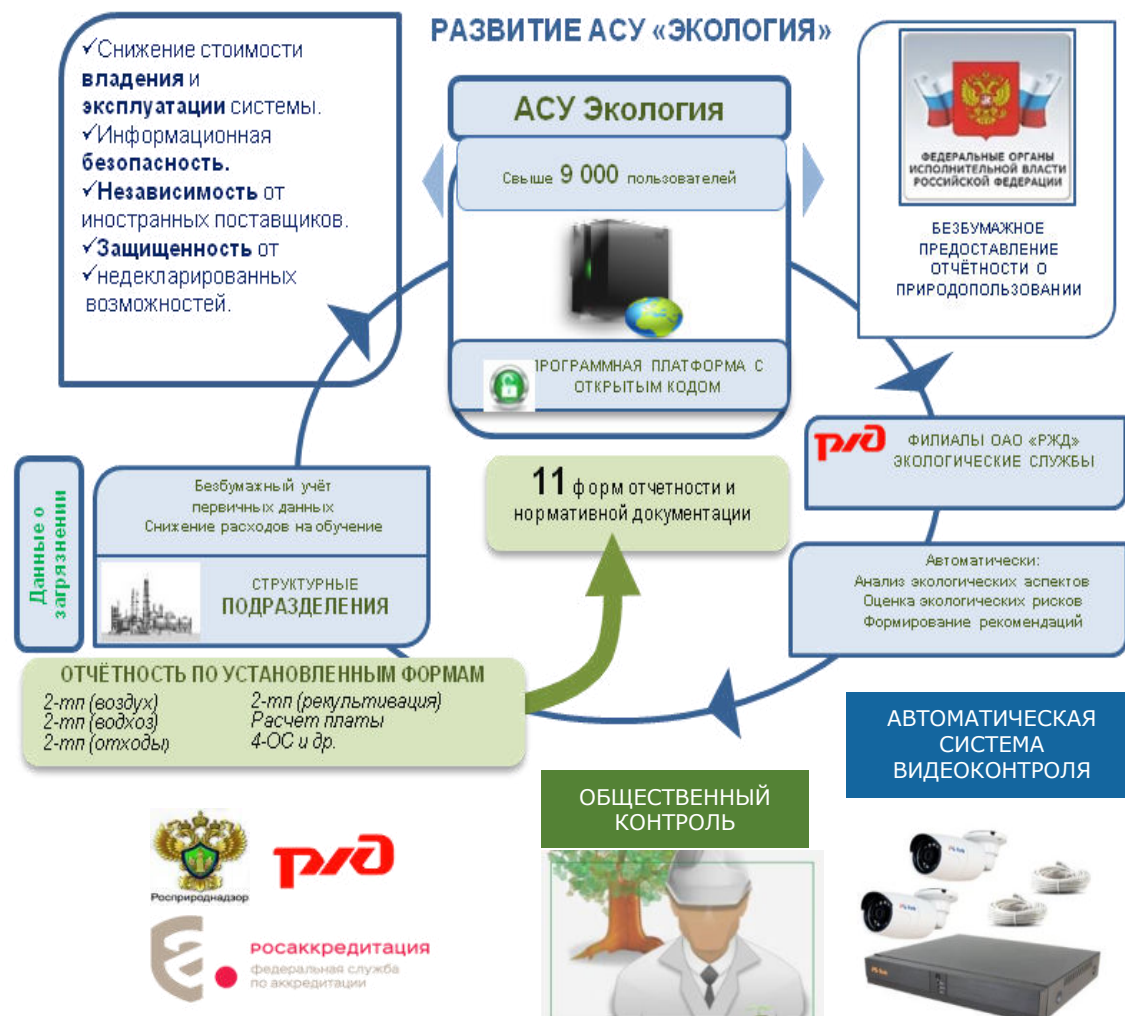 РАЗВИТИЕ АСУ «ЭКОЛОГИЯ»
✓Снижение стоимости
владения и
эксплуатации системы.
✓Информационная
безопасность.
✓Независимость от
иностранных поставщиков.
✓Защищенность от
✓недекларированных
возможностей.
АСУ Экология
Свыше 9 000 пользователей
ПРОГРАММНАЯ ПЛАТФОРМА С
ОТКРЫТЫМ КОДОМ
ФЕДЕРАЛЬНЫЕ ОРГАНЫ
ИСПОЛНИТЕЛЬНОЙ ВЛАСТИ
РОССИЙСКОЙ ФЕДЕРАЦИИ
БЕЗБУМАЖНОЕ
ПРЕДОСТАВЛЕНИЕ
ОТЧЁТНОСТИ О
ПРИРОДОПОЛЬЗОВАНИИ
ржд
ФИЛИАЛЫ ОАО «РЖД»
ЭКОЛОГИЧЕСКИЕ СЛУЖБЫ
Данные о
загрязнении
Безбумажный учёт
первичных данных
Снижение расходов на обучение
СТРУКТУРНЫЕ
ПОДРАЗДЕЛЕНИЯ
11 форм отчетности и
нормативной документации
Автоматически:
Анализ экологических аспектов
Оценка экологических рисков
Формирование рекомендаций
ОТЧЁТНОСТЬ ПО УСТАНОВЛЕННЫМ ФОРМАМ
2-тп (воздух)
2-тп (водхоз)
2-тп (отходы)
2-тп (рекультивация)
Расчет платы
4-ОС и др.
АВТОМАТИЧЕСКАЯ
СИСТЕМА
ВИДЕОКОНТРОЛЯ
ОБЩЕСТВЕННЫЙ
КОНТРОЛЬ
Росприроднадзор
ржд
росаккредитация
федеральная служба
по аккредитации